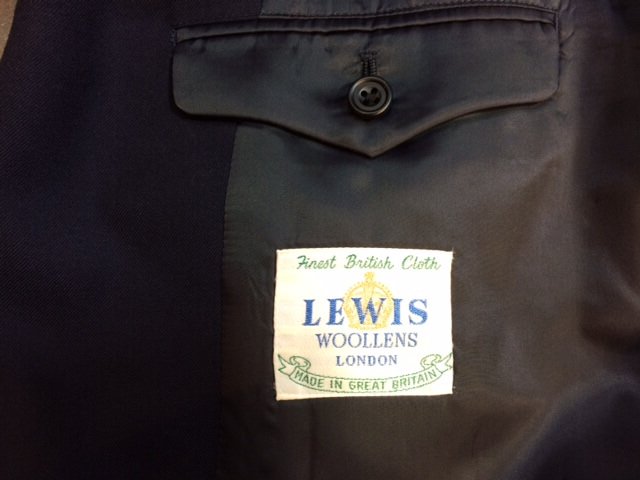 Finest British Cloth
LEWIS
WOOLLENS
LONDON
MADE IN GREAT BRITAIN